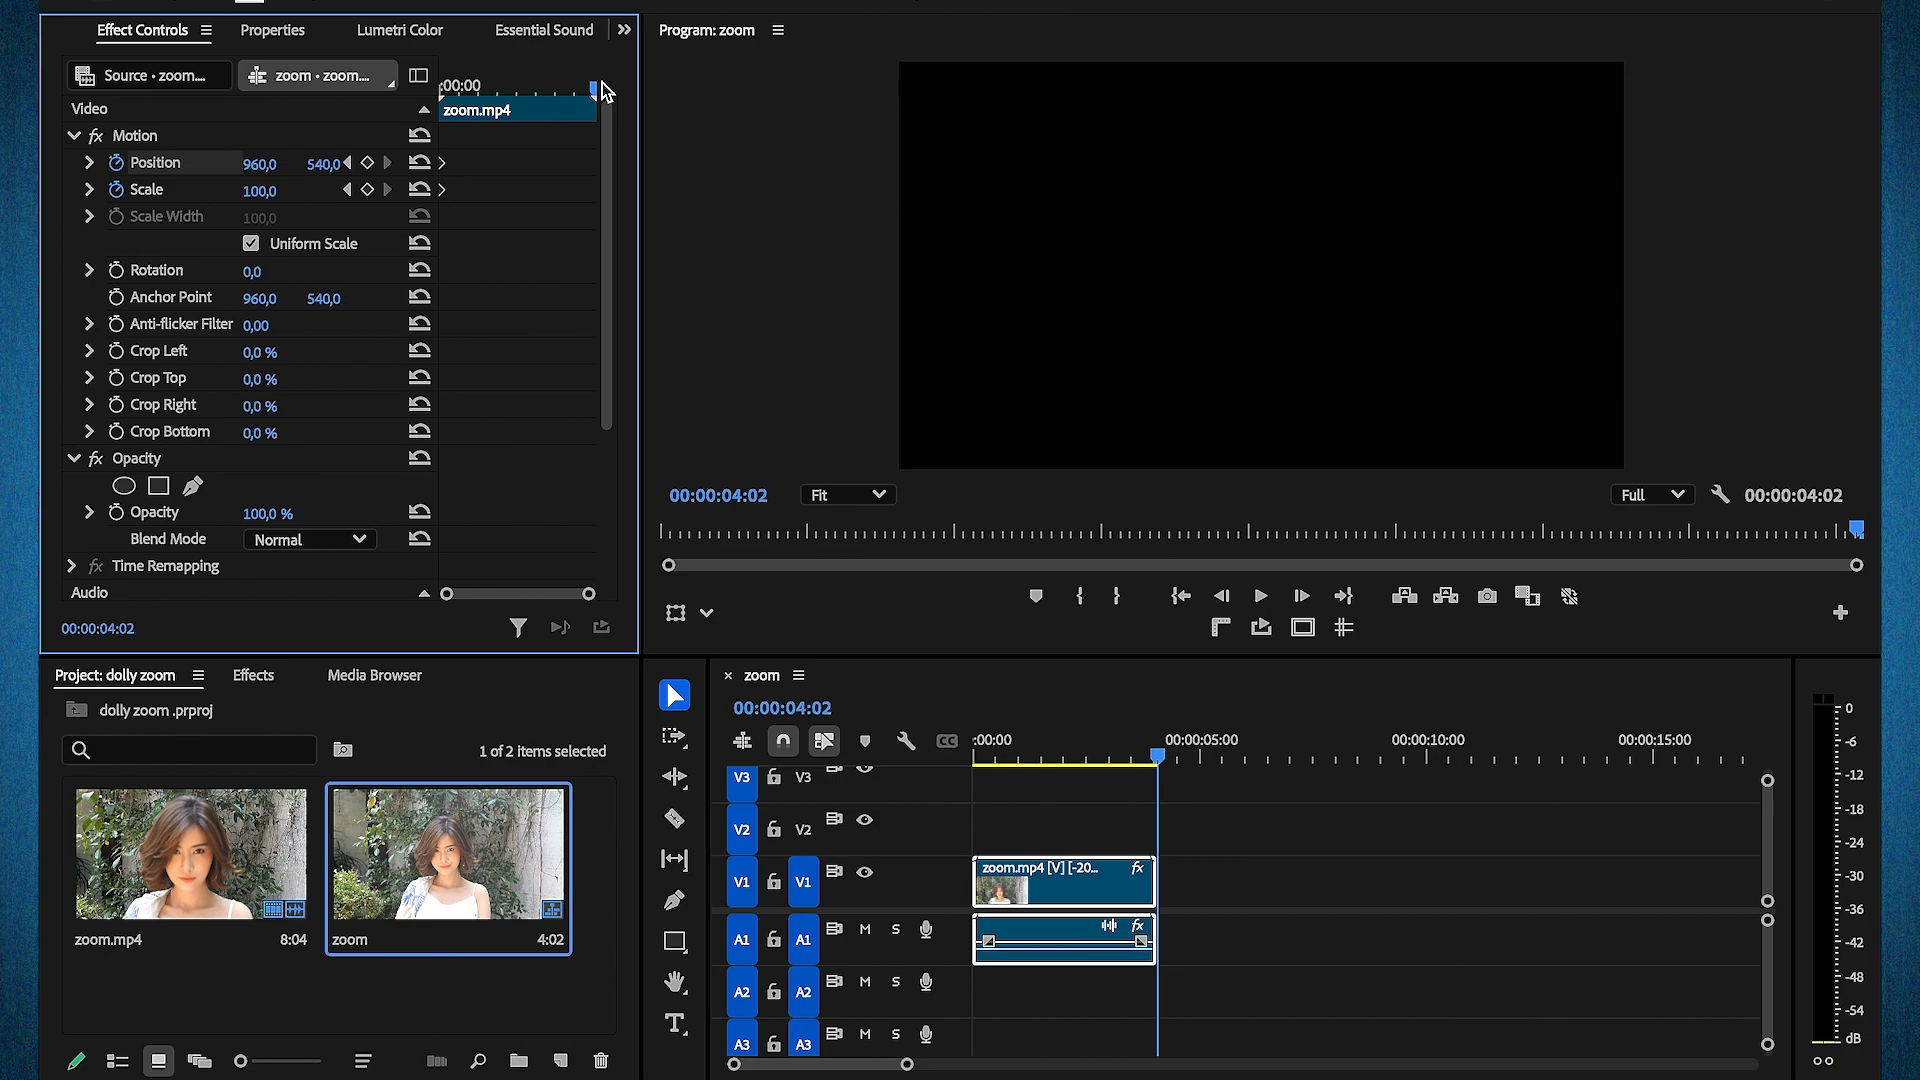 Effect Controls
Properties
Lumetri Color
Essential Sound
Program: zoom
Source • zoom....
zoom • zoom....
:00:00
Video
zoom.mp4
fx Motion
Position 960,0 540,0
Scale 100,0
Scale Width 100,0
Uniform Scale
Rotation 0,0
Anchor Point 960,0 540,0
Anti-flicker Filter 0,00
Crop Left 0,0 %
Crop Top 0,0 %
Crop Right 0,0 %
Crop Bottom 0,0 %
fx Opacity
Opacity 100,0 %
Blend Mode Normal
fx Time Remapping
Audio
00:00:04:02
00:00:04:02
Fit
Full
00:00:04:02
Project: dolly zoom
Effects
Media Browser
dolly zoom .prproj
1 of 2 items selected
zoom.mp4 8:04
zoom 4:02
× zoom
00:00:04:02
CC
:00:00
00:00:05:00
00:00:10:00
00:00:15:00
V3 V3
V2 V2
V1 V1
zoom.mp4 [V] [-20... fx
A1 A1 M S
fx
A2 A2 M S
A3 A3 M S
T
0
-6
-12
-18
-24
-30
-36
-42
-48
-54
dB